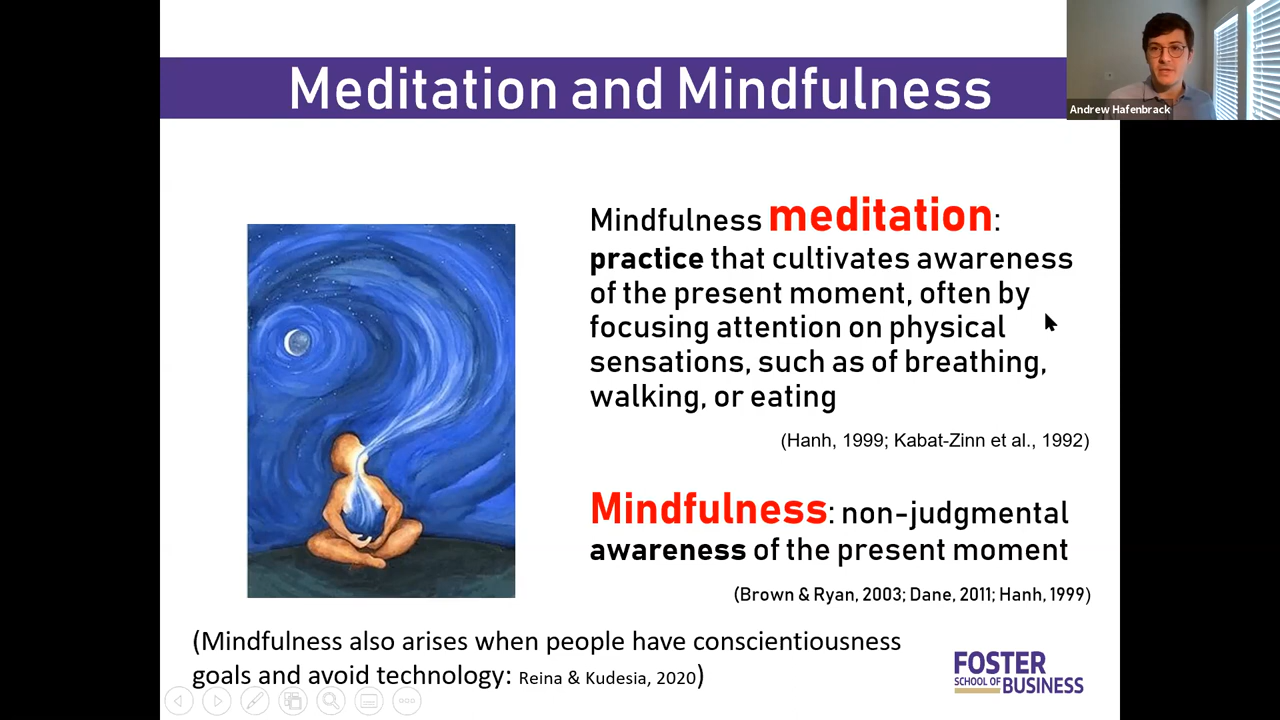 Meditation and Mindfulness
Andrew Hafenbrack
Mindfulness meditation:
practice that cultivates awareness
of the present moment, often by
focusing attention on physical
sensations, such as of breathing,
walking, or eating
(Hanh, 1999; Kabat-Zinn et al., 1992)
Mindfulness: non-judgmental
awareness of the present moment
(Brown & Ryan, 2003; Dane, 2011; Hanh, 1999)
(Mindfulness also arises when people have conscientiousness
goals and avoid technology: Reina & Kudesia, 2020)
FOSTER
SCHOOL OF BUSINESS